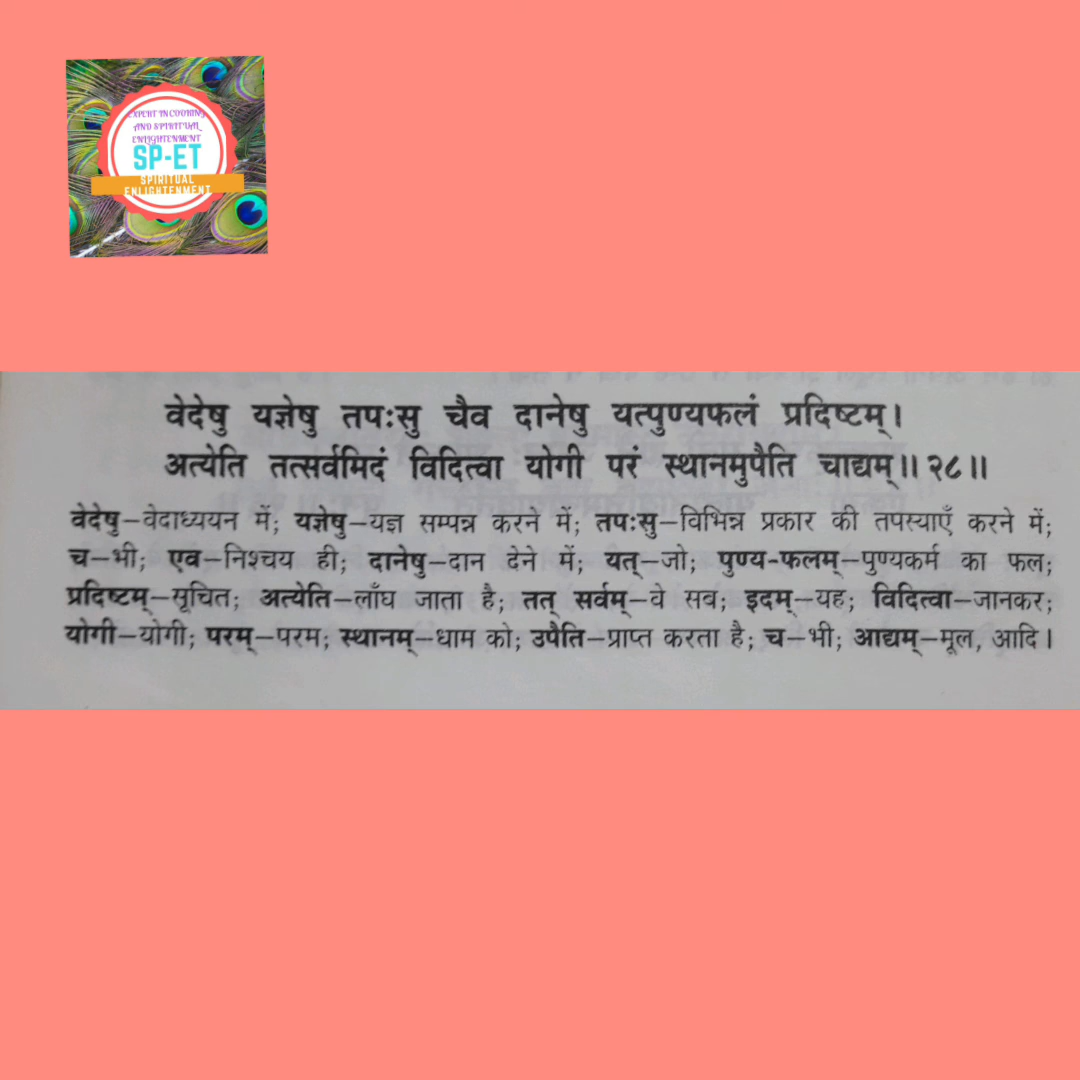 EXPERT IN COOKING
AND SPIRITUAL
ENLIGHTENMENT
SP-ET
SPIRITUAL
ENLIGHTENMENT
वेदेषु यज्ञेषु तपःसु चैव दानेषु यत्पुण्यफलं प्रदिष्टम्।
अत्येति तत्सर्वमिदं विदित्वा योगी परं स्थानमुपैति चाद्यम्॥२८॥
वेदेषु—वेदाध्ययन में; यज्ञेषु—यज्ञ सम्पन्न करने में; तपःसु—विभिन्न प्रकार की तपस्याएँ करने में;
च—भी; एव—निश्चय ही; दानेषु—दान देने में; यत्—जो; पुण्य-फलम्—पुण्यकर्म का फल;
प्रदिष्टम्—सूचित; अत्येति—लाँघ जाता है; तत् सर्वम्—वे सब; इदम्—यह; विदित्वा—जानकर;
योगी—योगी; परम्—परम; स्थानम्—धाम को; उपैति—प्राप्त करता है; च—भी; आद्यम्—मूल, आदि।